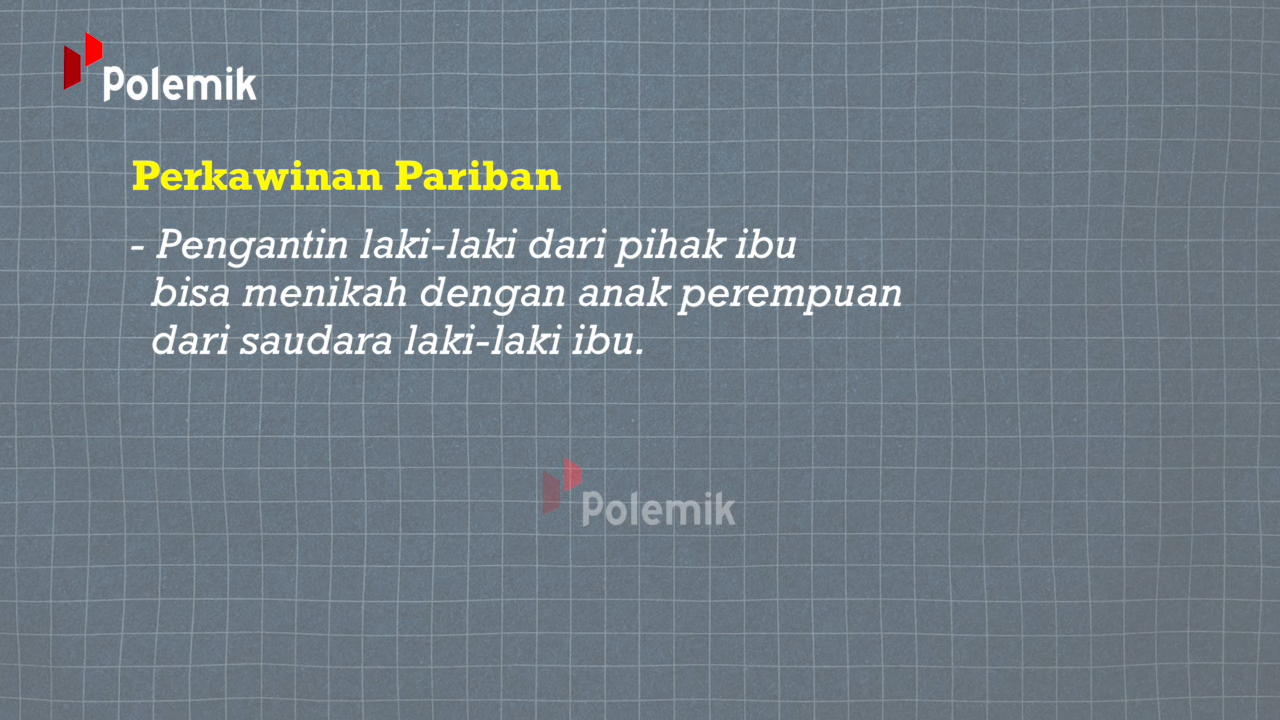 Polemik
Perkawinan Pariban
- Pengantin laki-laki dari pihak ibu
bisa menikah dengan anak perempuan
dari saudara laki-laki ibu.
Polemik